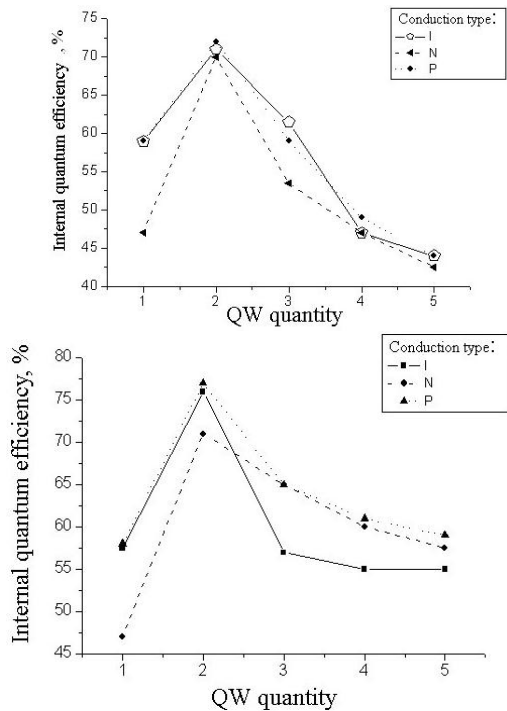 Conduction type:
I
N
P
Internal quantum efficiency , %
75
70
65
60
55
50
45
40
1 2 3 4 5
QW quantity
Conduction type:
I
N
P
Internal quantum efficiency, %
80
75
70
65
60
55
50
45
1 2 3 4 5
QW quantity